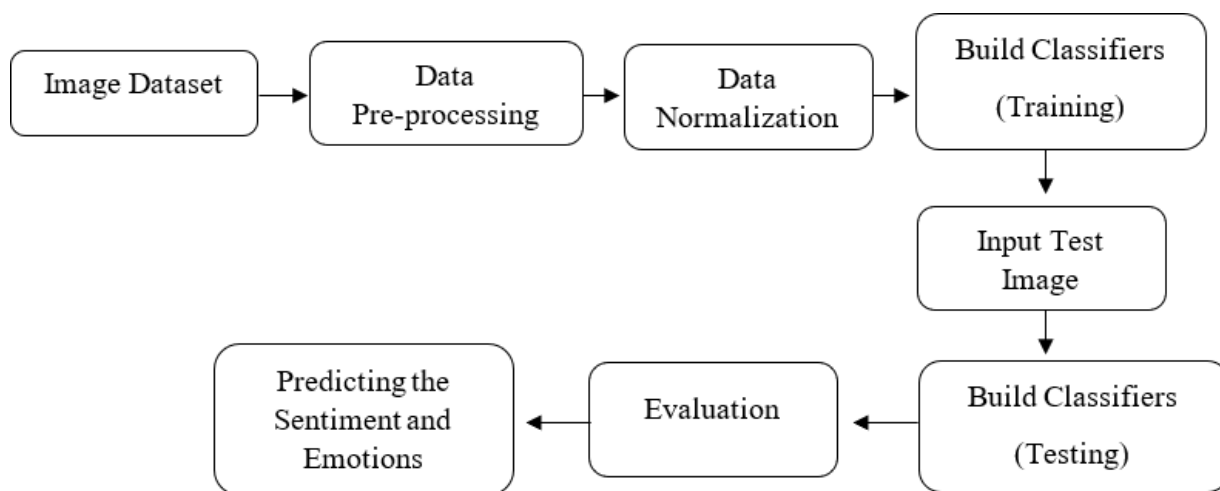 Image Dataset
Data
Pre-processing
Data
Normalization
Build Classifiers
(Training)
Input Test
Image
Build Classifiers
(Testing)
Evaluation
Predicting the
Sentiment and
Emotions